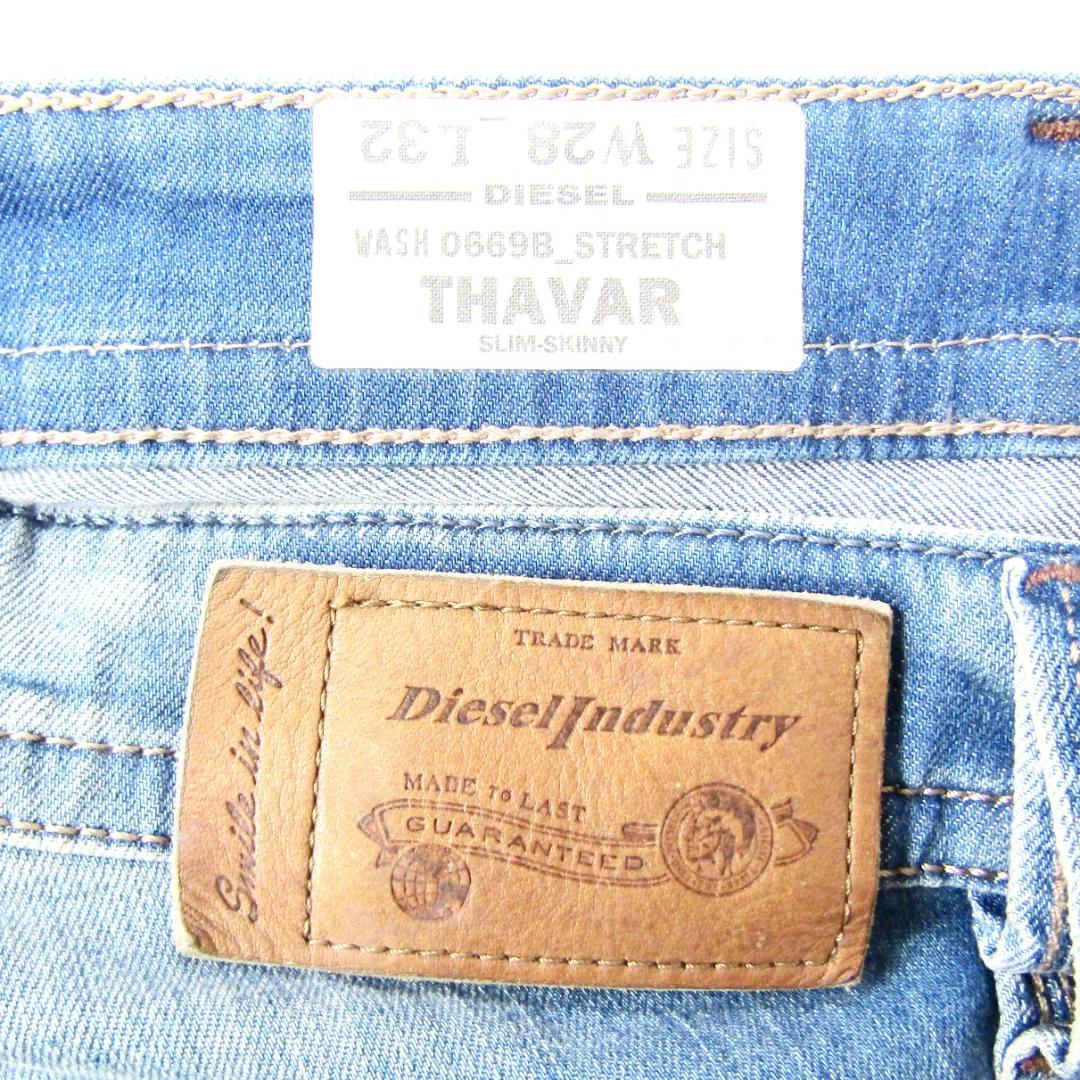 SIZE W28 L32
DIESEL
WASH 0669B_STRETCH
THAVAR
SLIM-SKINNY
Smile in life!
TRADE MARK
DieselIndustry
MADE TO LAST
GUARANTEED